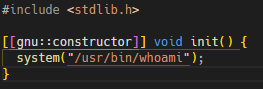 #include <stdlib.h>
[[gnu::constructor]] void init() {
system("/usr/bin/whoami");
}